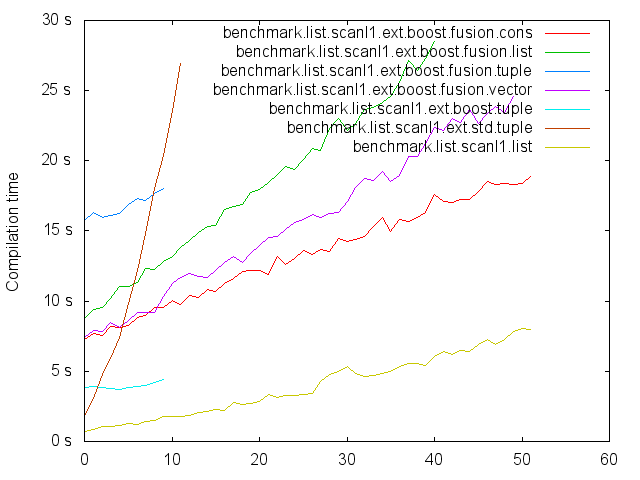 30 s
25 s
20 s
15 s
10 s
5 s
0 s
Compilation time
benchmark.list.scanl1.ext.boost.fusion.cons
benchmark.list.scanl1.ext.boost.fusion.list
benchmark.list.scanl1.ext.boost.fusion.tuple
benchmark.list.scanl1.ext.boost.fusion.vector
benchmark.list.scanl1.ext.boost.tuple
benchmark.list.scanl1.ext.std.tuple
benchmark.list.scanl1.list
0 10 20 30 40 50 60